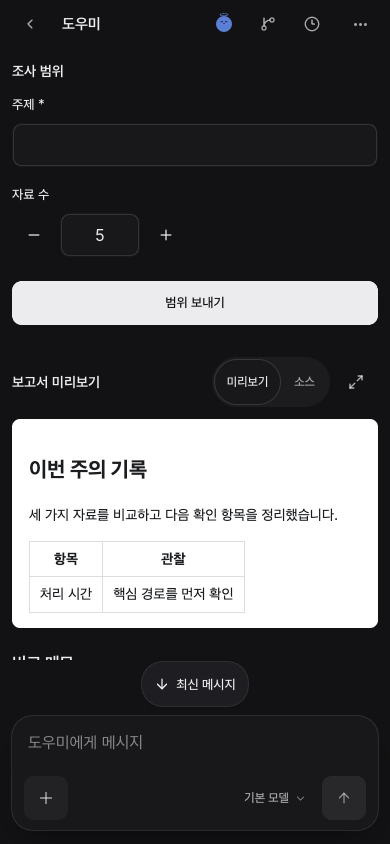 도우미
조사 범위
주제 *
자료 수
5
범위 보내기
보고서 미리보기
미리보기
소스
이번 주의 기록
세 가지 자료를 비교하고 다음 확인 항목을 정리했습니다.
항목 관찰
처리 시간 핵심 경로를 먼저 확인
최신 메시지
도우미에게 메시지
기본 모델